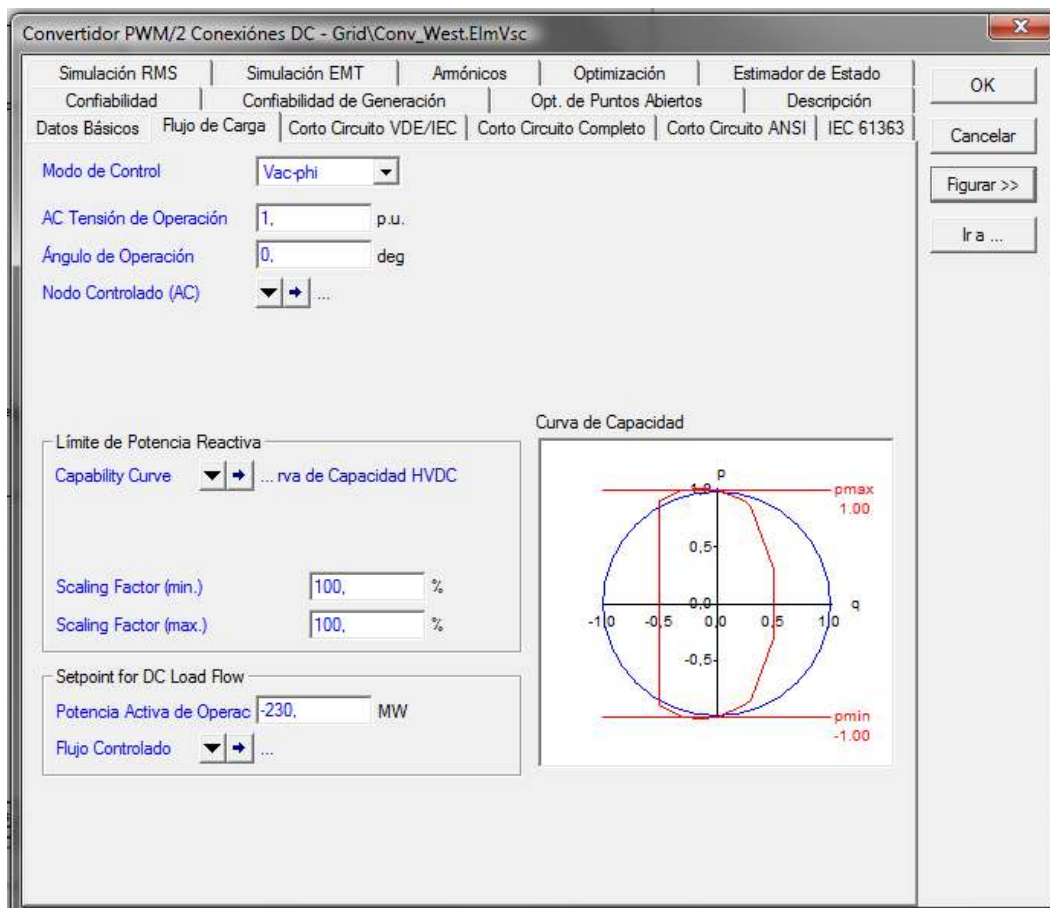 Convertidor PWM/2 Conexiónes DC - Grid\Conv_West.ElmVsc
Simulación RMS Simulación EMT Armónicos Optimización Estimador de Estado
Confiabilidad Confiabilidad de Generación Opt. de Puntos Abiertos Descripción
Datos Básicos Flujo de Carga Corto Circuito VDE/IEC Corto Circuito Completo Corto Circuito ANSI IEC 61363
OK
Cancelar
Figurar >>
Ir a ...
Modo de Control Vac-phi
AC Tensión de Operación 1, p.u.
Ángulo de Operación 0, deg
Nodo Controlado (AC) ...
Límite de Potencia Reactiva
Capability Curve ... rva de Capacidad HVDC
Scaling Factor (min.) 100, %
Scaling Factor (max.) 100, %
Setpoint for DC Load Flow
Potencia Activa de Operac -230, MW
Flujo Controlado ...
Curva de Capacidad
p
1,0
pmax
1.00
0,5
0,0
q
-1,0 -0,5 0,0 0,5 1,0
-0,5
pmin
-1.00